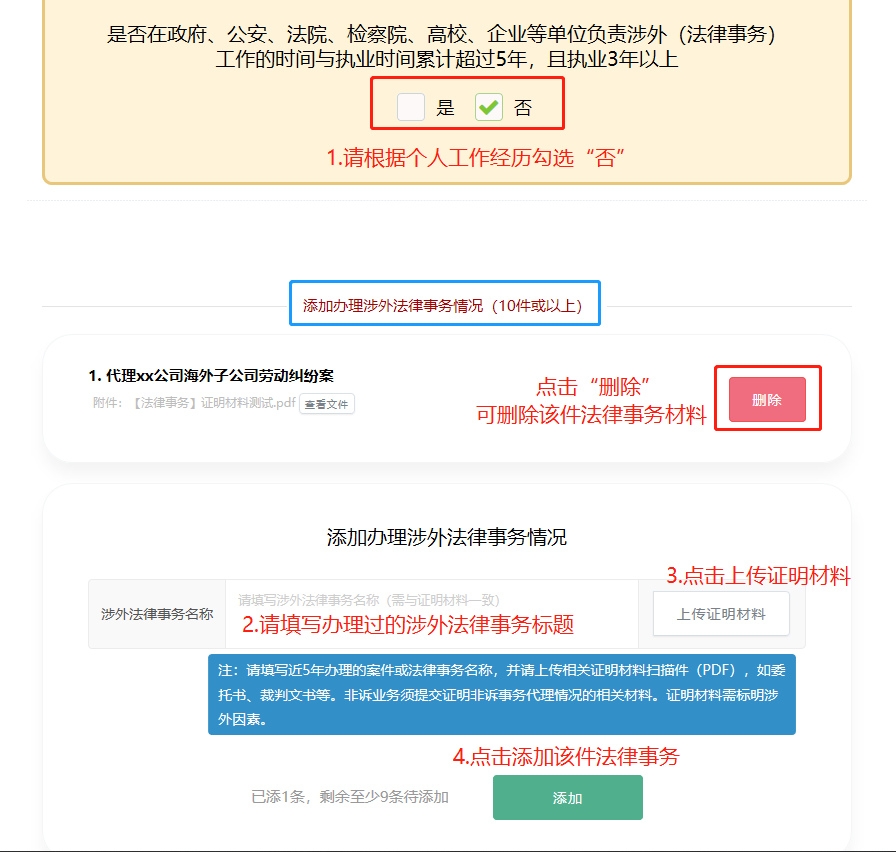 是否在政府、公安、法院、检察院、高校、企业等单位负责涉外（法律事务）
工作的时间与执业时间累计超过5年，且执业3年以上
是 否
1.请根据个人工作经历勾选“否”
添加办理涉外法律事务情况（10件或以上）
1. 代理xx公司海外子公司劳动纠纷案
附件：【法律事务】证明材料测试.pdf 查看文件
点击“删除”
可删除该件法律事务材料
删除
添加办理涉外法律事务情况
3.点击上传证明材料
涉外法律事务名称
请填写涉外法律事务名称（需与证明材料一致）
2.请填写办理过的涉外法律事务标题
上传证明材料
注：请填写近5年办理的案件或法律事务名称，并请上传相关证明材料扫描件（PDF），如委
托书、裁判文书等。非诉业务须提交证明非诉事务代理情况的相关材料。证明材料需标明涉
外因素。
4.点击添加该件法律事务
已添1条，剩余至少9条待添加
添加